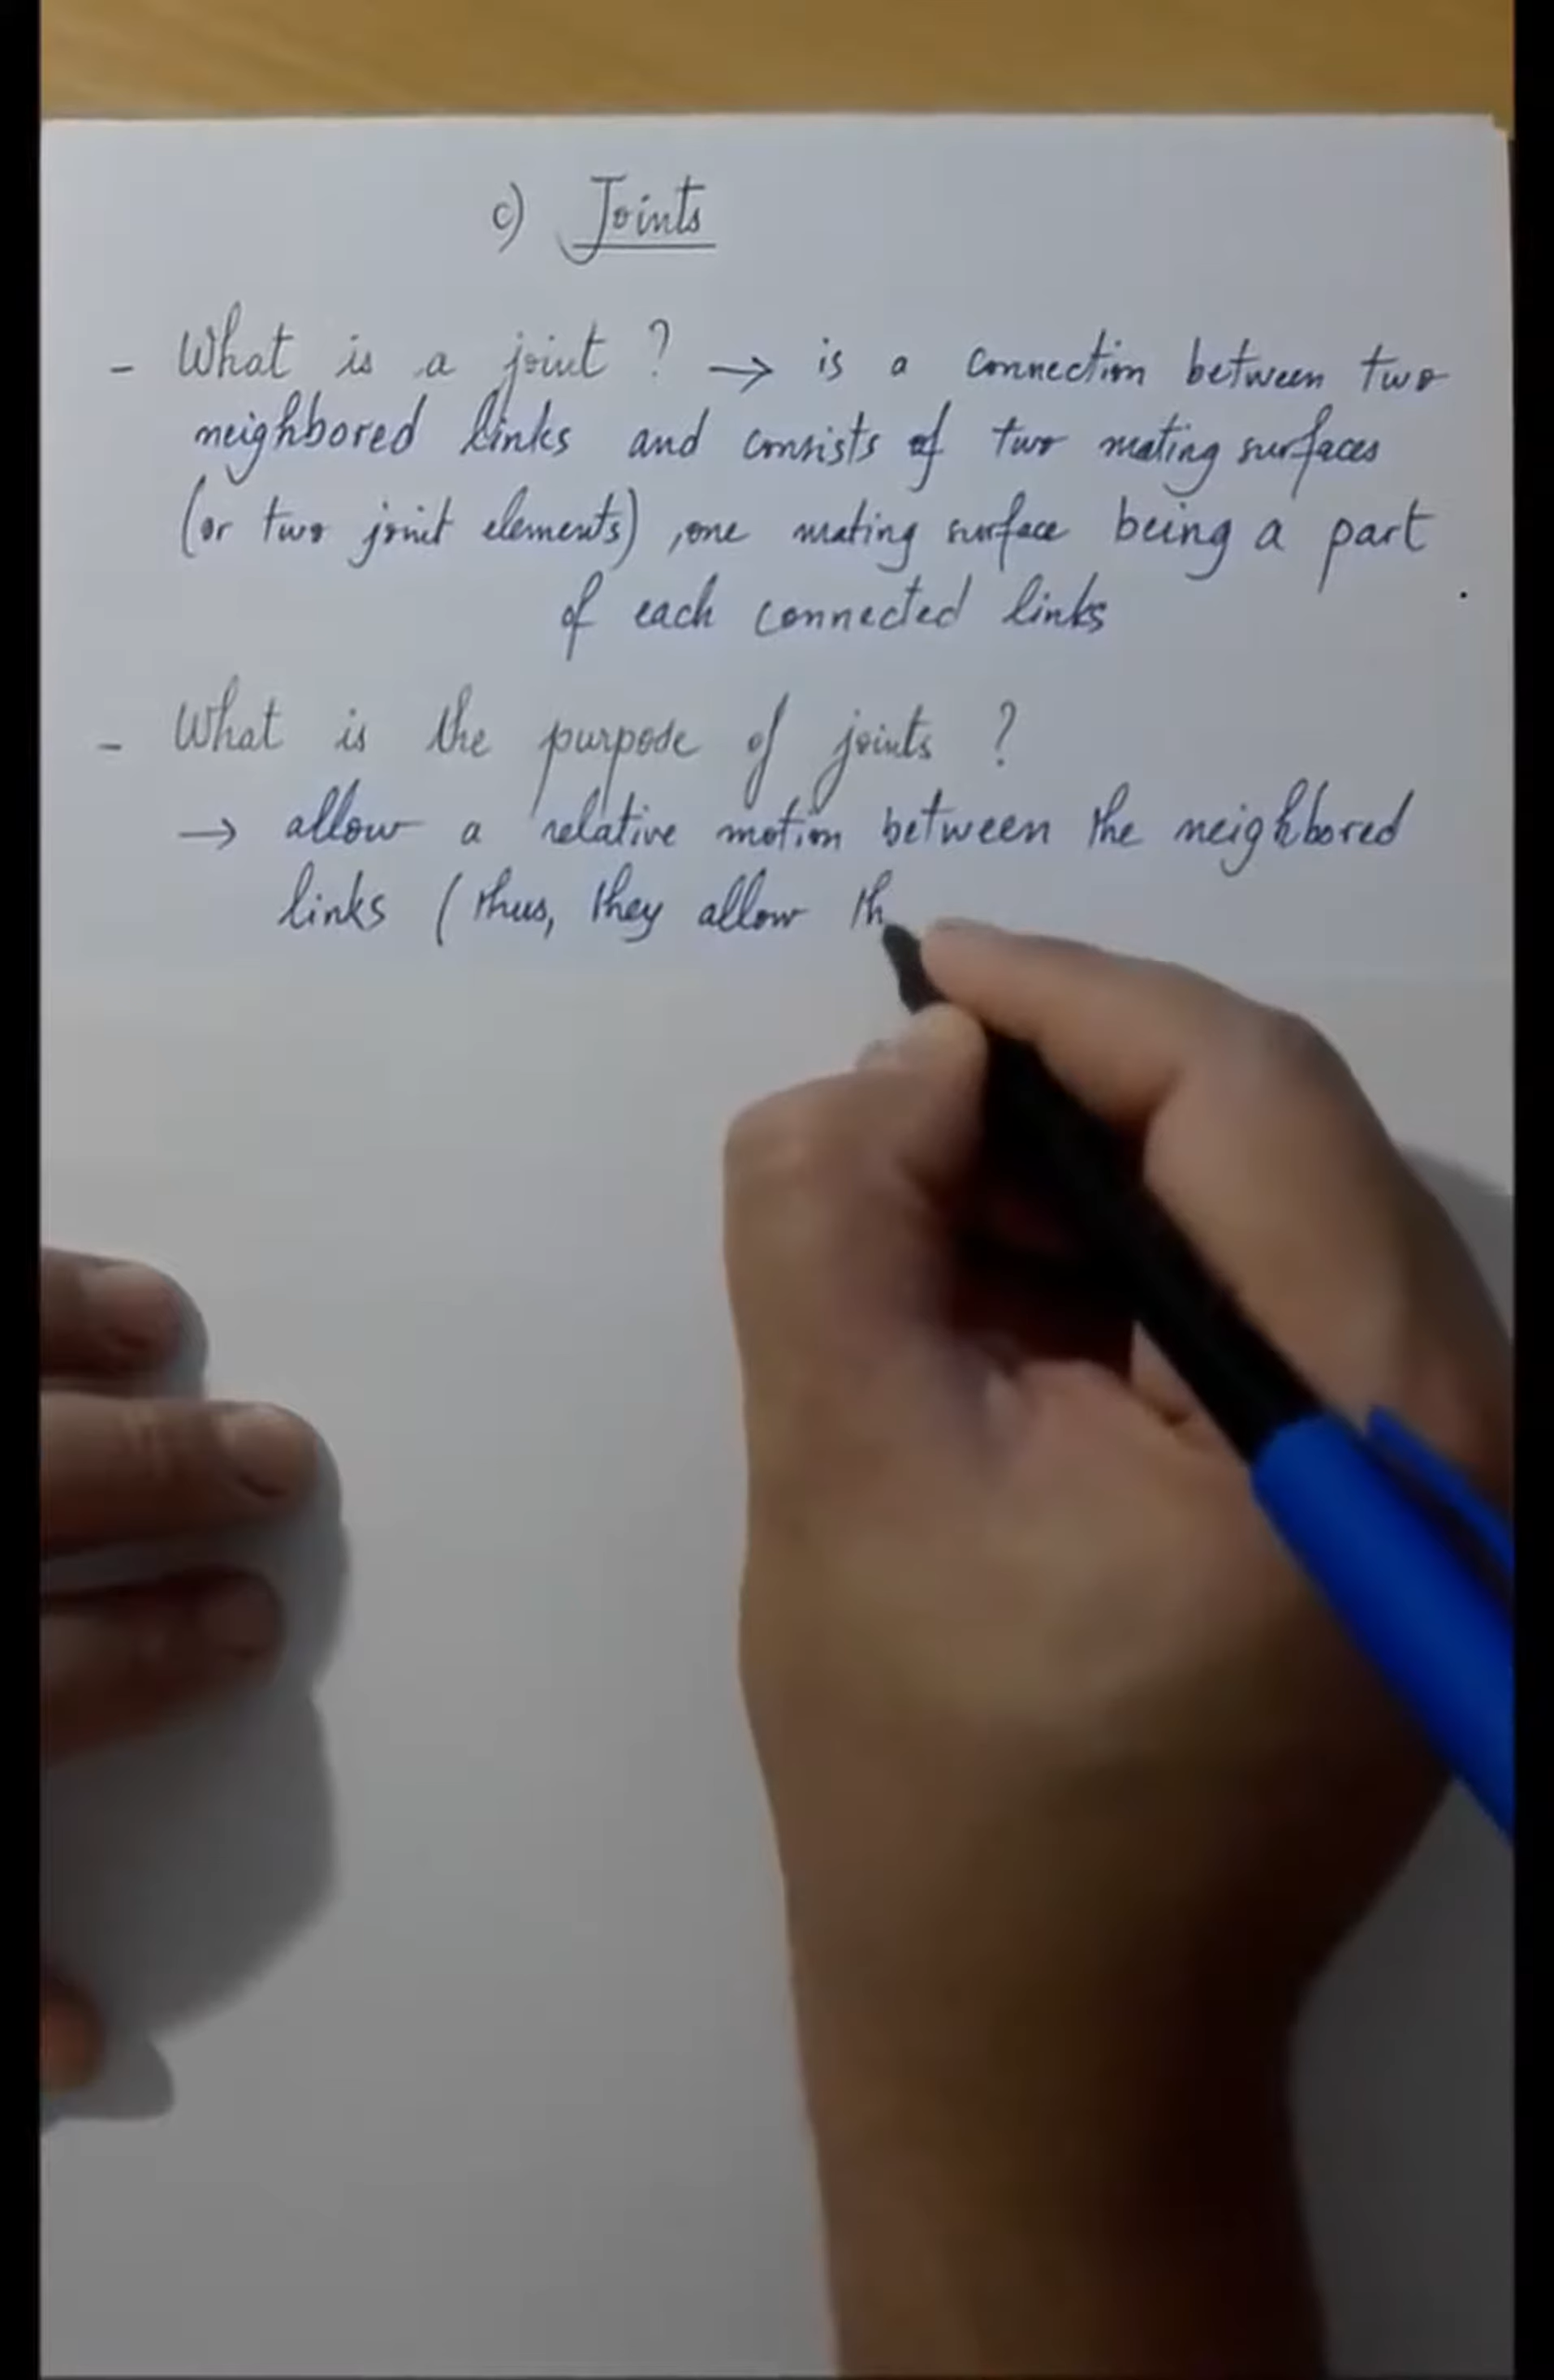 c) Joints
- What is a joint ? → is a connection between two
neighbored links and consists of two mating surfaces
(or two joint elements) ,one mating surface being a part
of each connected links
- What is the purpose of joints ?
→ allow a relative motion between the neighbored
links ( thus, they allow th